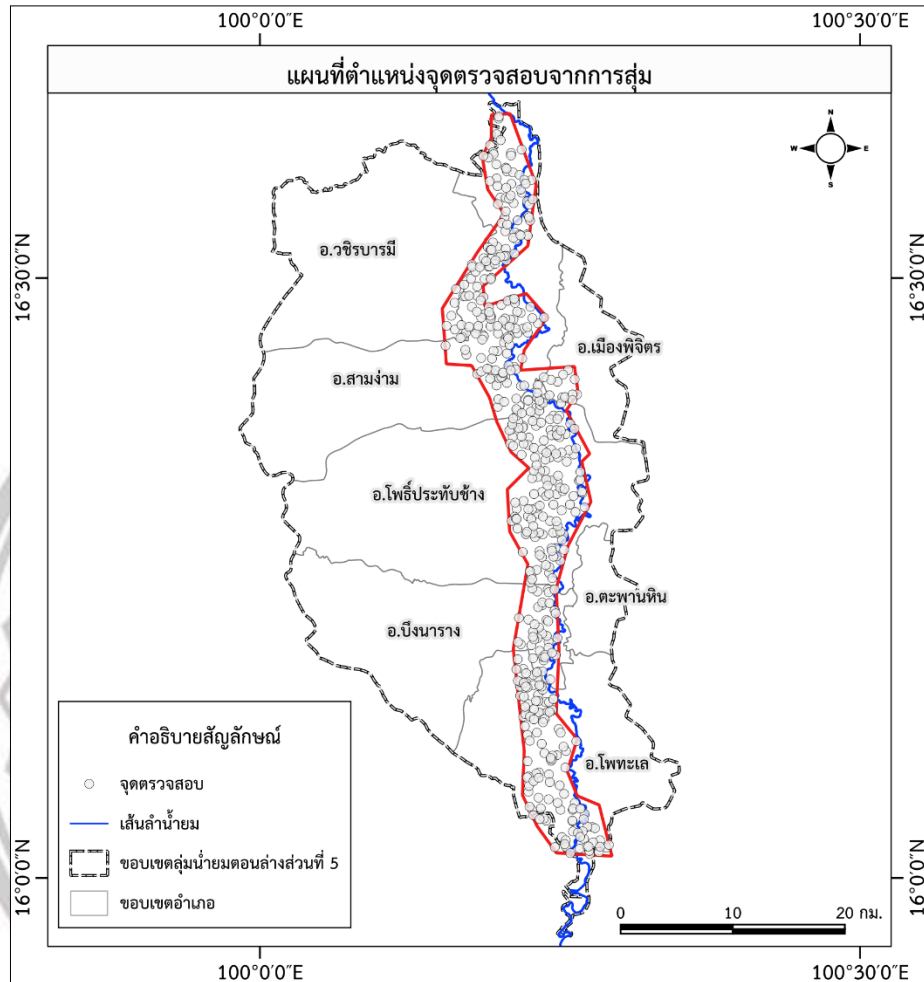 100°0′0″E 100°30′0″E
แผนที่ตำแหน่งจุดตรวจสอบจากการสุ่ม
N
W E
S
อ.วชิรบารมี
16°30′0″N 16°30′0″N
อ.เมืองพิจิตร
อ.สามง่าม
อ.โพธิ์ประทับช้าง
อ.ตะพานหิน
อ.บึงนาราง
คำอธิบายสัญลักษณ์
อ.โพทะเล
จุดตรวจสอบ
เส้นลำน้ำยม
ขอบเขตลุ่มน่ำยมตอนล่างส่วนที่ 5
16°0′0″N 16°0′0″N
ขอบเขตอำเภอ
0 10 20 กม.
100°0′0″E 100°30′0″E